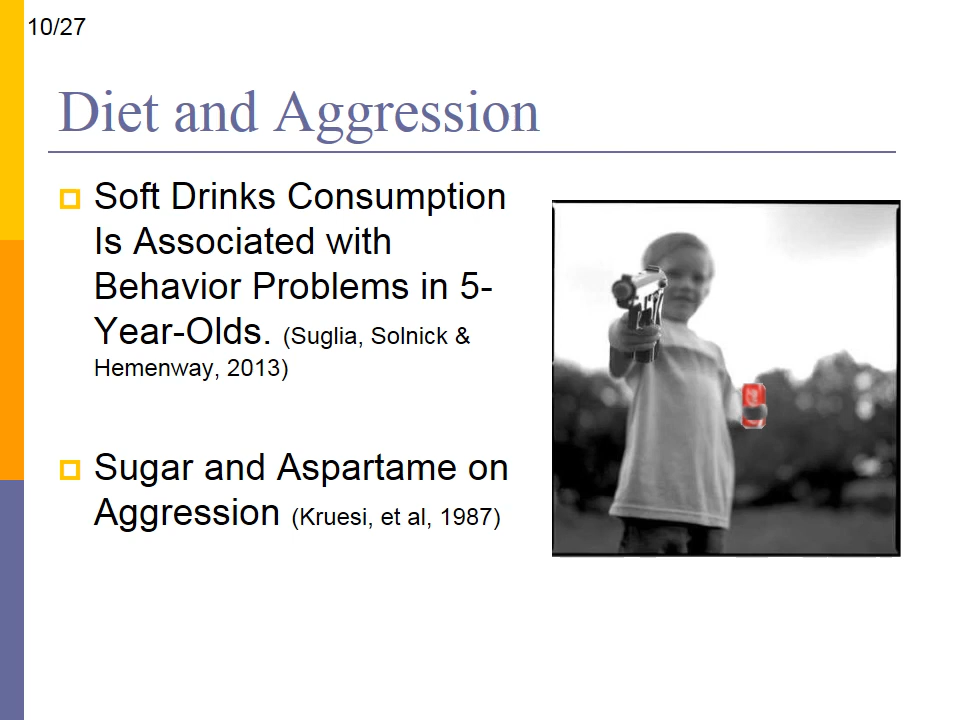 10/27
Diet and Aggression
Soft Drinks Consumption
Is Associated with
Behavior Problems in 5-
Year-Olds. (Suglia, Solnick &
Hemenway, 2013)
Sugar and Aspartame on
Aggression (Kruesi, et al, 1987)